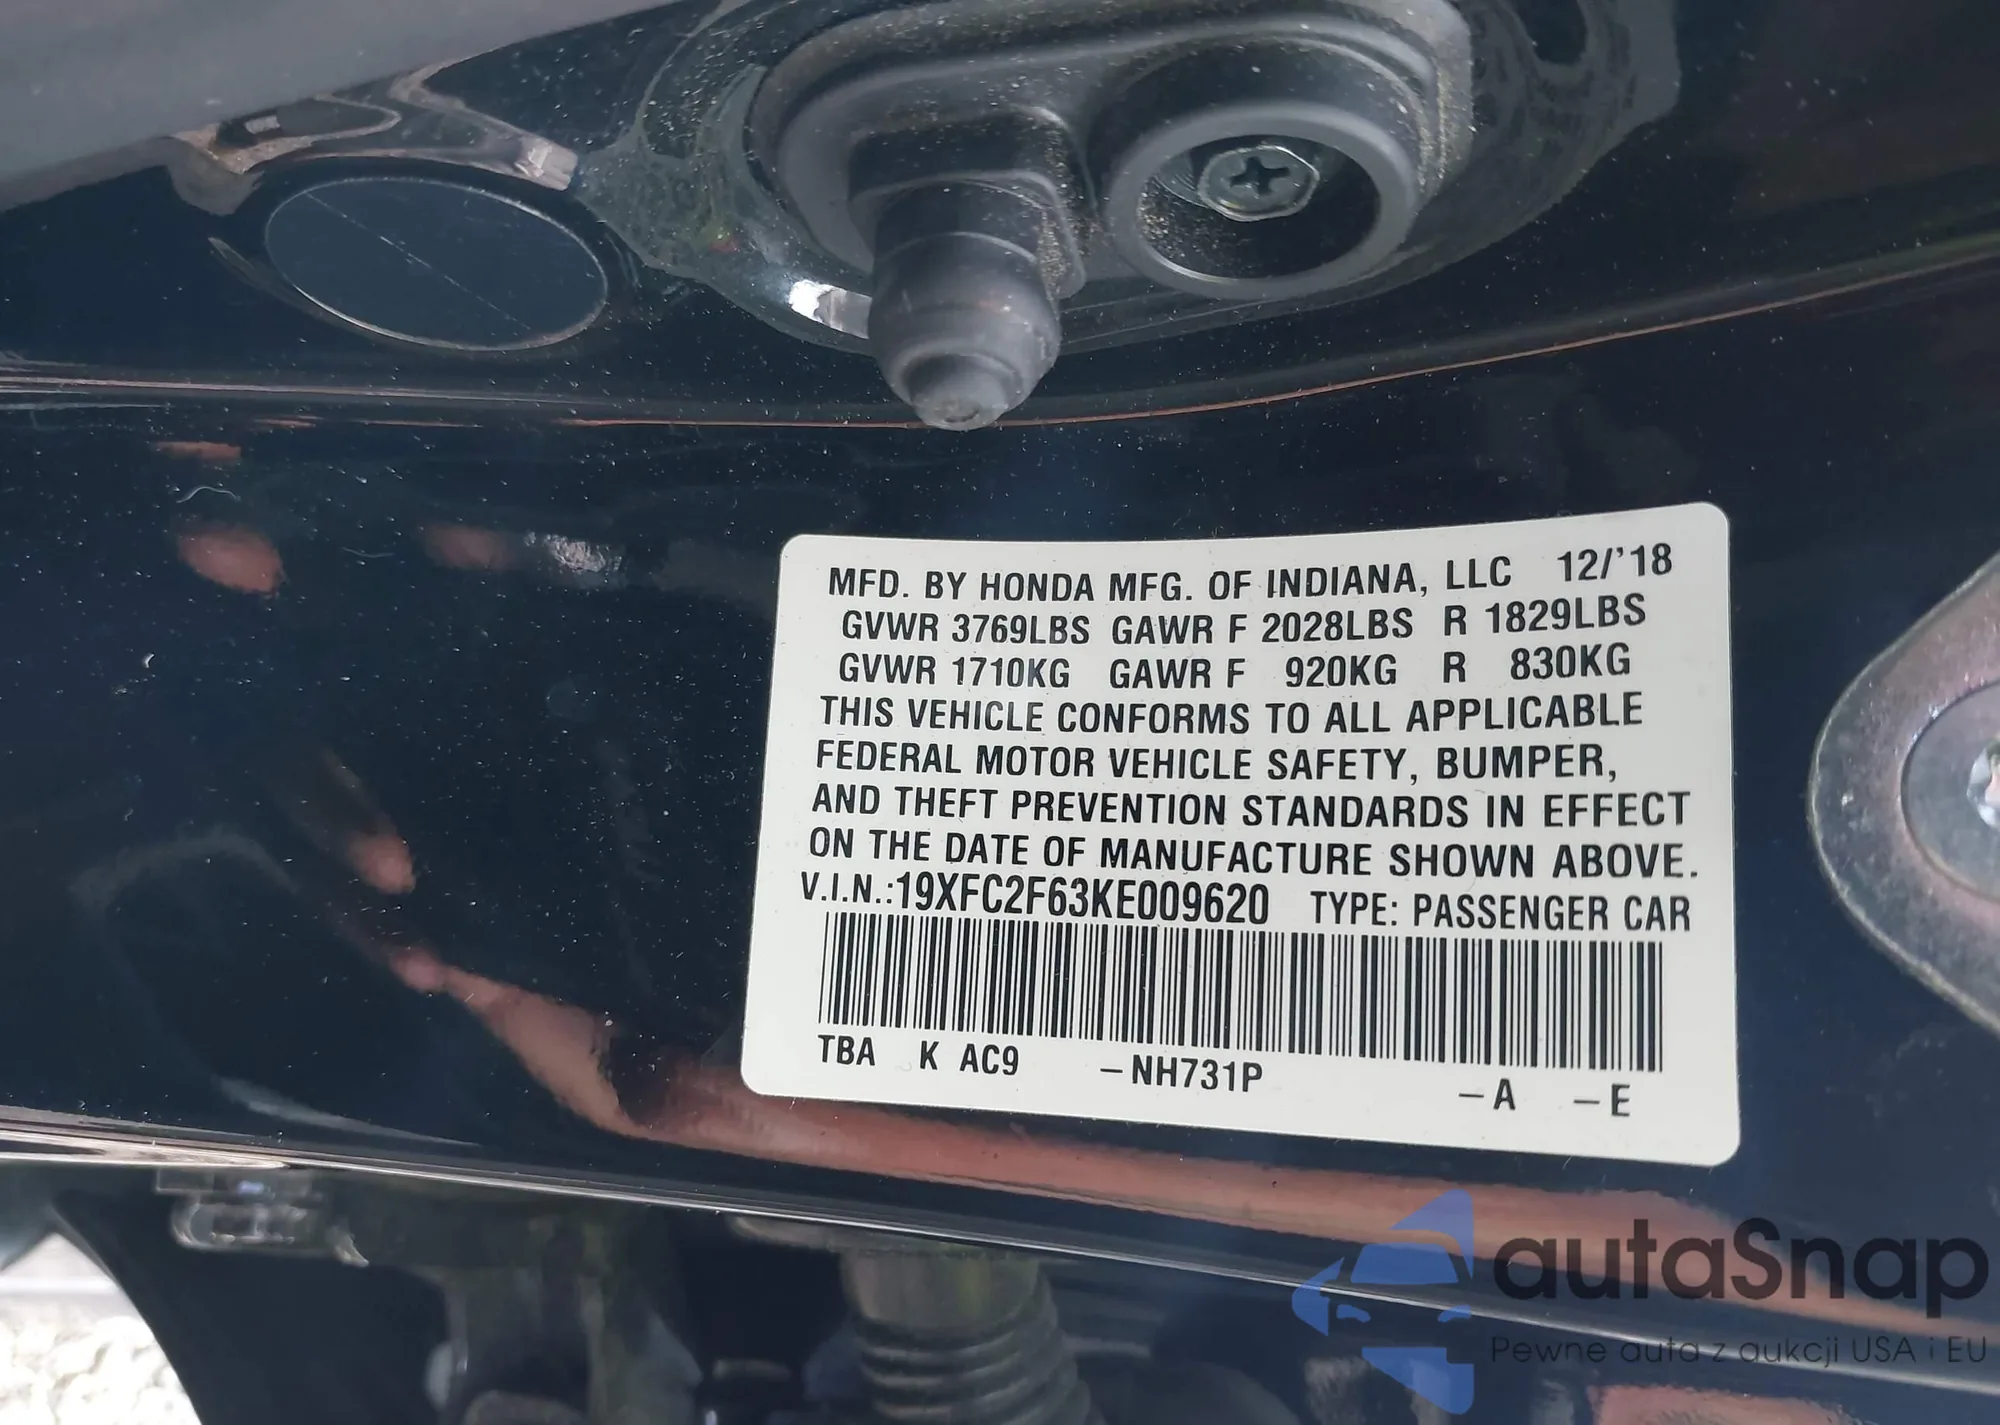 MFD. BY HONDA MFG. OF INDIANA, LLC 12/'18
GVWR 3769LBS GAWR F 2028LBS R 1829LBS
GVWR 1710KG GAWR F 920KG R 830KG
THIS VEHICLE CONFORMS TO ALL APPLICABLE
FEDERAL MOTOR VEHICLE SAFETY, BUMPER,
AND THEFT PREVENTION STANDARDS IN EFFECT
ON THE DATE OF MANUFACTURE SHOWN ABOVE.
V.I.N.:19XFC2F63KE009620 TYPE: PASSENGER CAR
TBA K AC9 -NH731P -A -E
autaSnap
Pewne auta z aukcji USA i EU